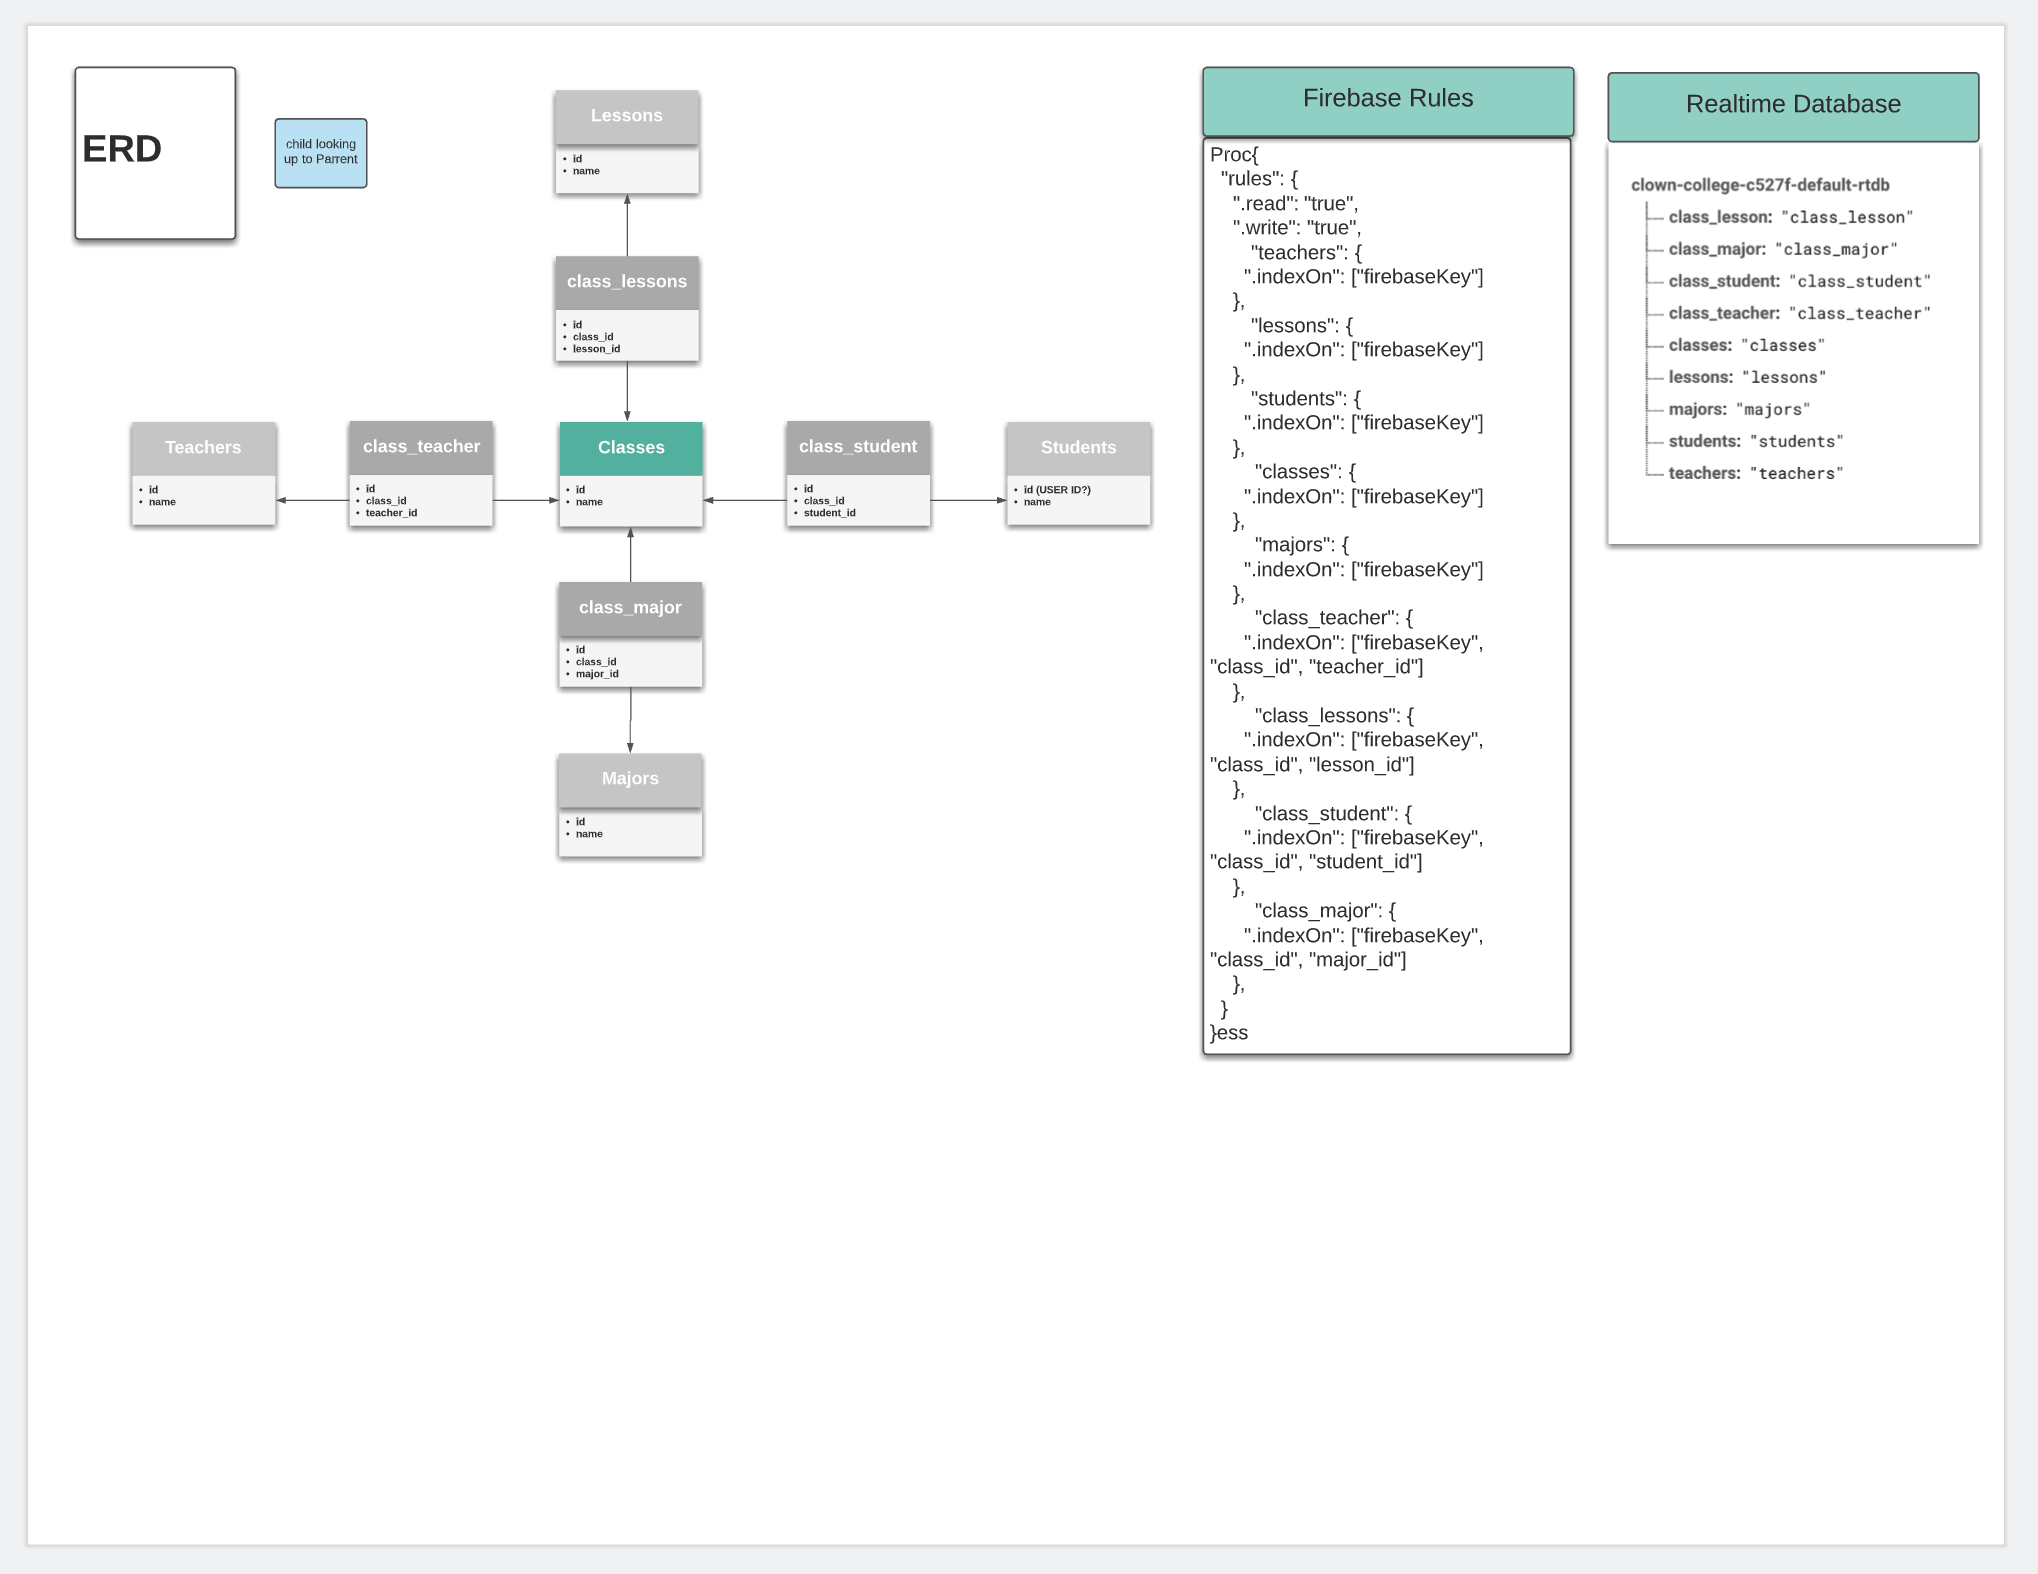 ERD
child looking
up to Parrent
Lessons
• id
• name
class_lessons
• id
• class_id
• lesson_id
Teachers
• id
• name
class_teacher
• id
• class_id
• teacher_id
Classes
• id
• name
class_student
• id
• class_id
• student_id
Students
• id (USER ID?)
• name
class_major
• id
• class_id
• major_id
Majors
• id
• name
Firebase Rules
Proc{
"rules": {
".read": "true",
".write": "true",
"teachers": {
".indexOn": ["firebaseKey"]
},
"lessons": {
".indexOn": ["firebaseKey"]
},
"students": {
".indexOn": ["firebaseKey"]
},
"classes": {
".indexOn": ["firebaseKey"]
},
"majors": {
".indexOn": ["firebaseKey"]
},
"class_teacher": {
".indexOn": ["firebaseKey",
"class_id", "teacher_id"]
},
"class_lessons": {
".indexOn": ["firebaseKey",
"class_id", "lesson_id"]
},
"class_student": {
".indexOn": ["firebaseKey",
"class_id", "student_id"]
},
"class_major": {
".indexOn": ["firebaseKey",
"class_id", "major_id"]
},
}
}ess
Realtime Database
clown-college-c527f-default-rtdb
class_lesson: "class_lesson"
class_major: "class_major"
class_student: "class_student"
class_teacher: "class_teacher"
classes: "classes"
lessons: "lessons"
majors: "majors"
students: "students"
teachers: "teachers"